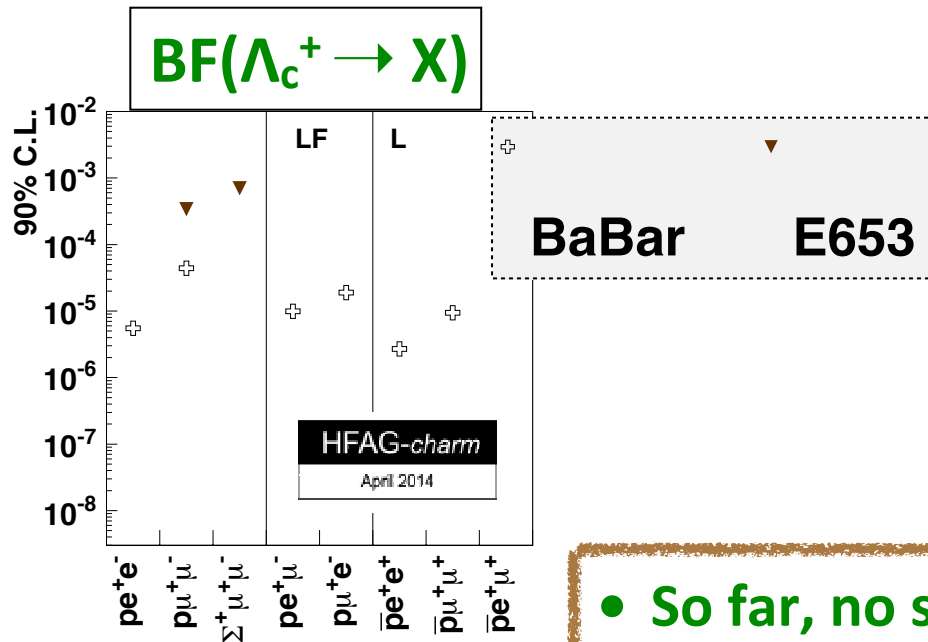 BF(Λc+ → X)
90% C.L.
10-2
10-3
10-4
10-5
10-6
10-7
10-8
LF
L
BaBar
E653
HFAG-charm
April 2014
pe+e-
pμ+μ-
Σ+μ+μ-
pe+μ-
pμ+e-
p̅e+e+
p̅μ+μ+
p̅e+μ+
• So far, no s